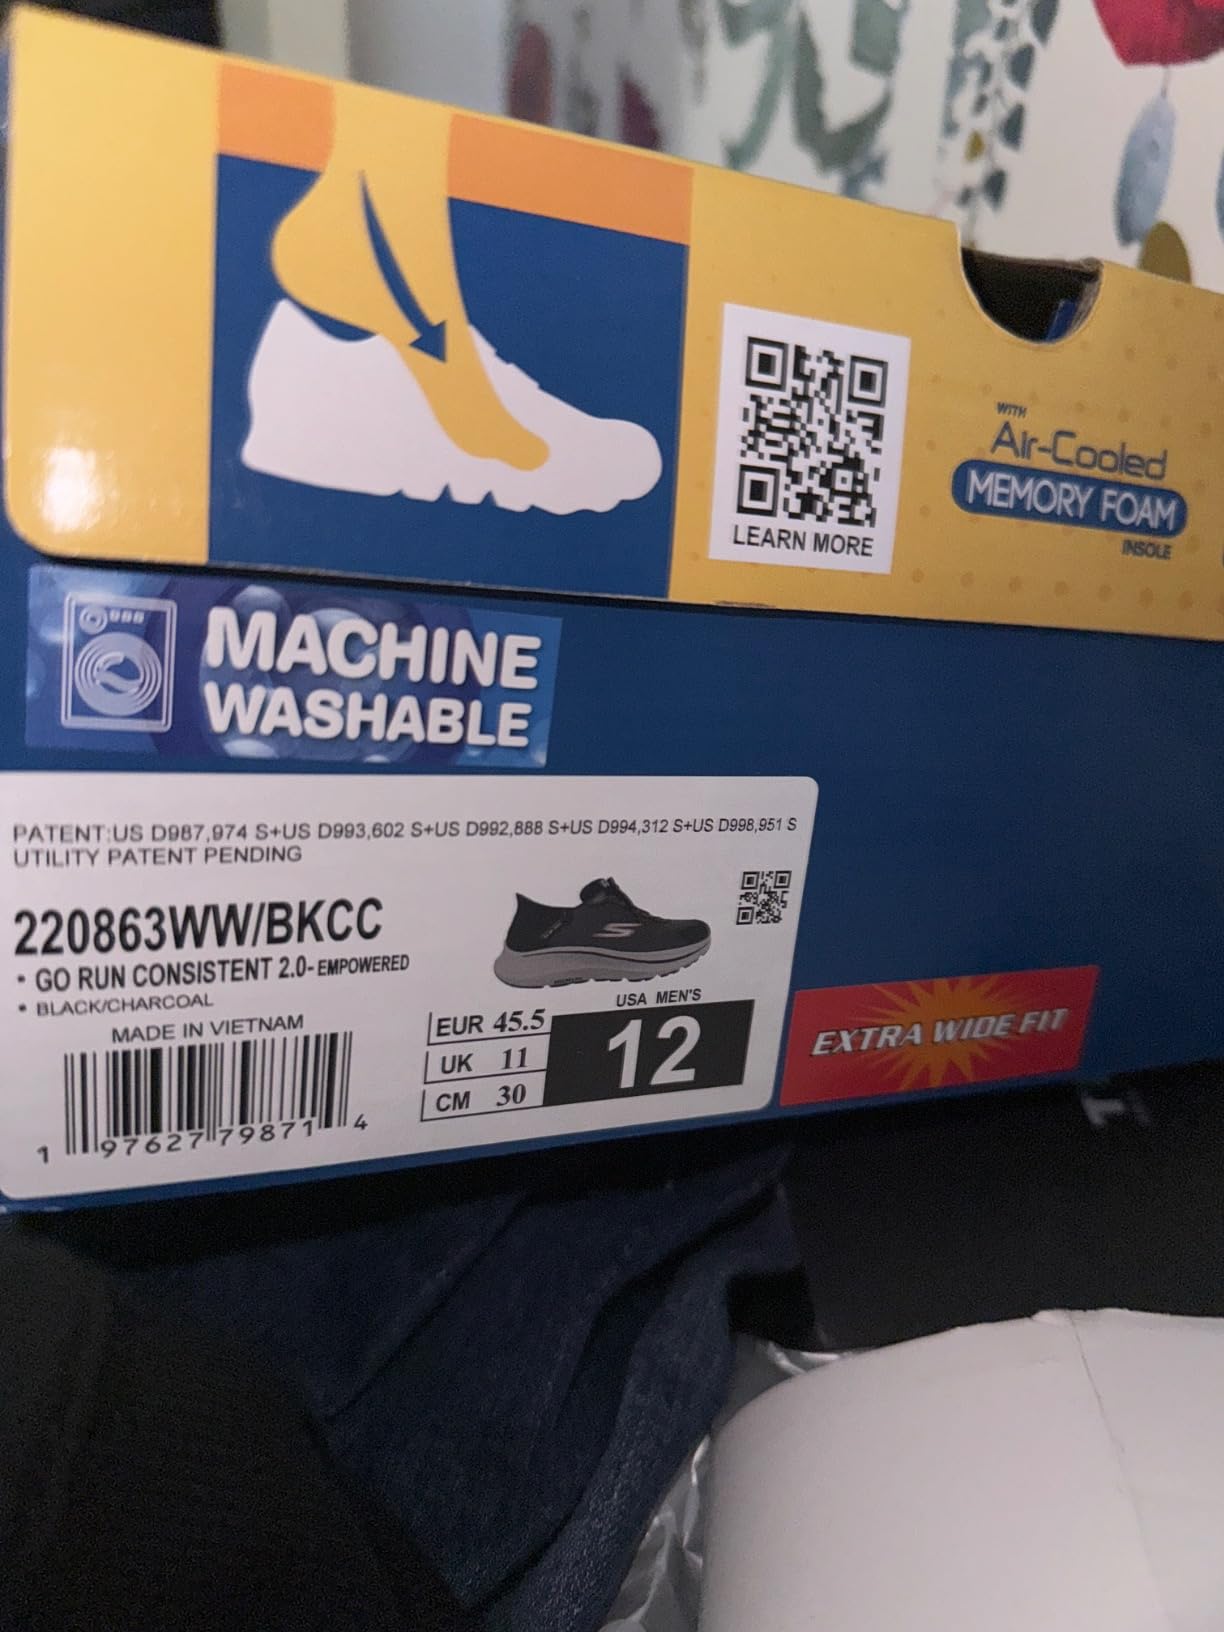 WITH
Air-Cooled
MEMORY FOAM
INSOLE
LEARN MORE
MACHINE
WASHABLE
PATENT:US D987,974 S+US D993,602 S+US D992,888 S+US D994,312 S+US D998,951 S
UTILITY PATENT PENDING
220863WW/BKCC
• GO RUN CONSISTENT 2.0-EMPOWERED
• BLACK/CHARCOAL
MADE IN VIETNAM
1 97627 79871 4
USA MEN'S
EUR 45.5
UK 11
CM 30
12
EXTRA WIDE FIT